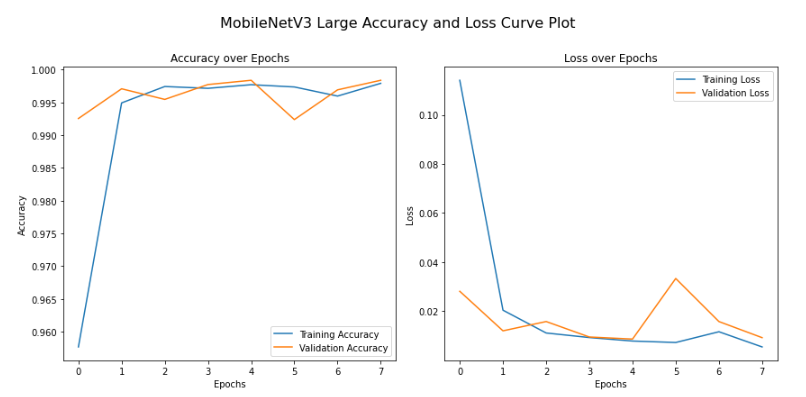 MobileNetV3 Large Accuracy and Loss Curve Plot
Accuracy over Epochs
1.000
0.995
0.990
0.985
0.980
0.975
0.970
0.965
0.960
Accuracy
Training Accuracy
Validation Accuracy
0 1 2 3 4 5 6 7
Epochs
Loss over Epochs
Training Loss
Validation Loss
0.10
0.08
0.06
0.04
0.02
Loss
0 1 2 3 4 5 6 7
Epochs